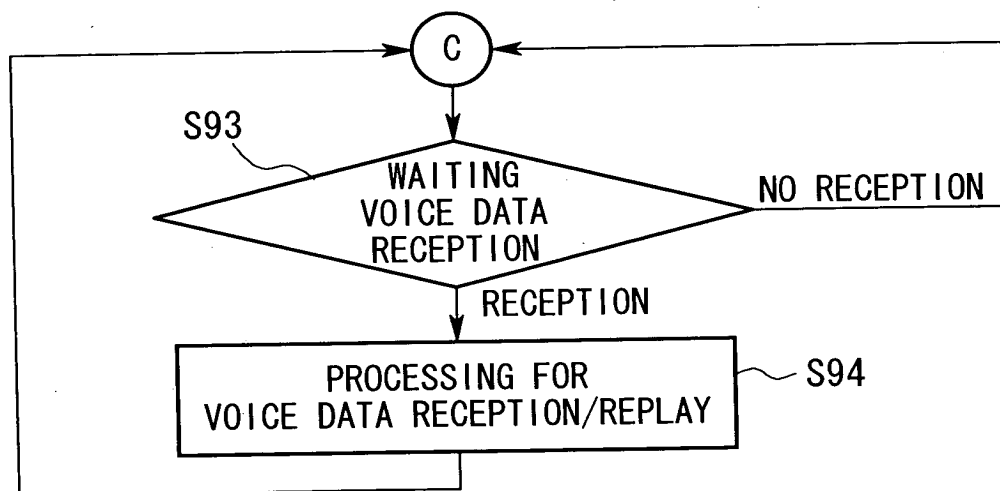 C
S93
WAITING
VOICE DATA
RECEPTION
NO RECEPTION
RECEPTION
PROCESSING FOR
VOICE DATA RECEPTION/REPLAY
S94